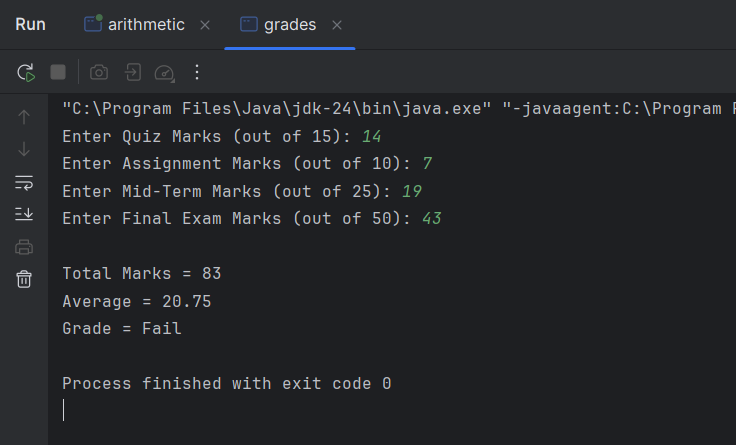 Run arithmetic grades
"C:\Program Files\Java\jdk-24\bin\java.exe" "-javaagent:C:\Program
Enter Quiz Marks (out of 15): 14
Enter Assignment Marks (out of 10): 7
Enter Mid-Term Marks (out of 25): 19
Enter Final Exam Marks (out of 50): 43
Total Marks = 83
Average = 20.75
Grade = Fail
Process finished with exit code 0